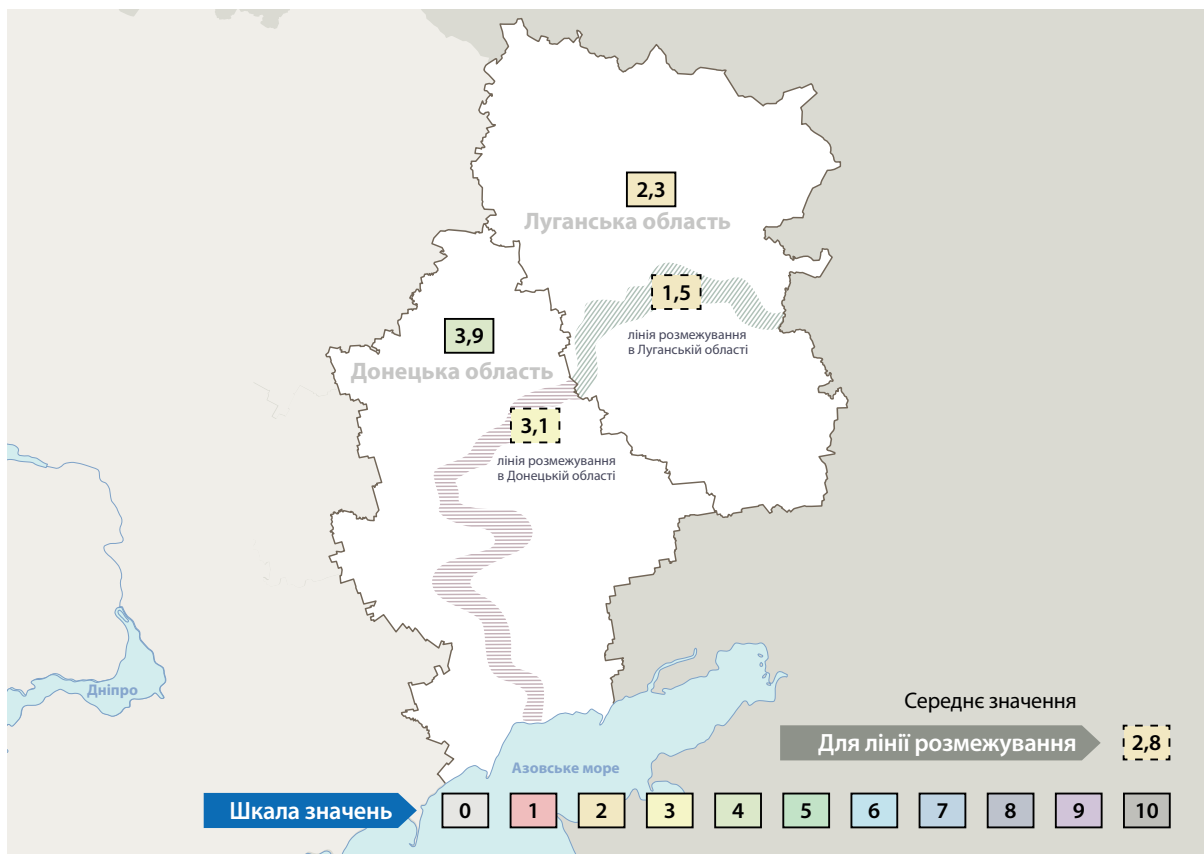 2,3
Луганська область
1,5
лінія розмежування
в Луганській області
3,9
Донецька область
3,1
лінія розмежування
в Донецькій області
Дніпро
Середнє значення
Для лінії розмежування 2,8
Азовське море
Шкала значень 0 1 2 3 4 5 6 7 8 9 10